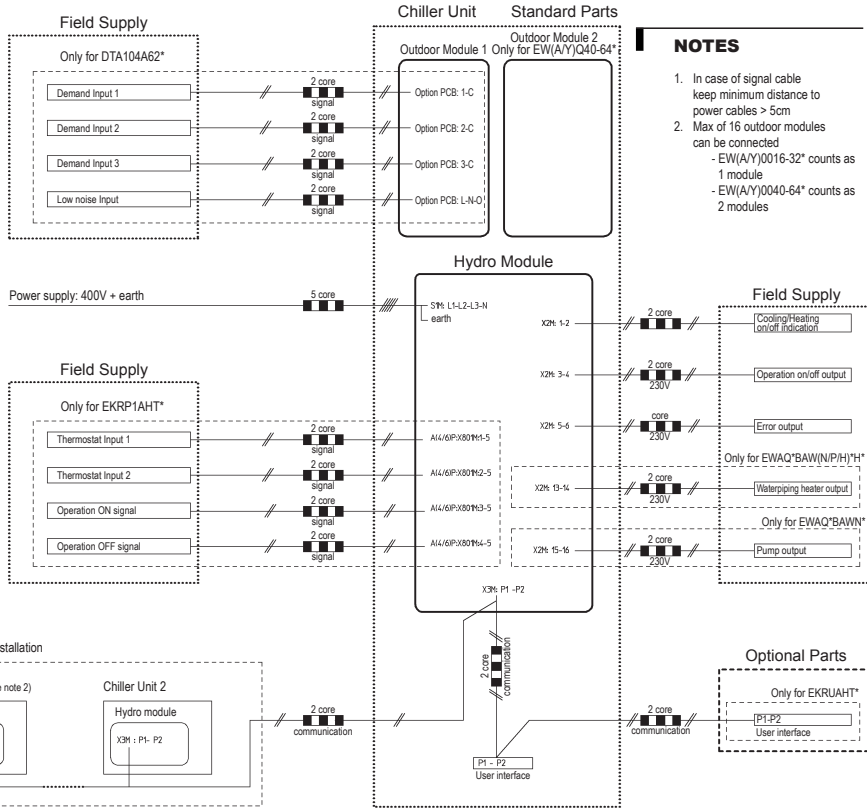 Chiller Unit
Standard Parts
Field Supply
Only for DTA104A62*
Outdoor Module 1
Outdoor Module 2
Only for EW(A/Y)Q40-64*
Demand Input 1
2 core
signal
Option PCB: 1-C
Demand Input 2
2 core
signal
Option PCB: 2-C
Demand Input 3
2 core
signal
Option PCB: 3-C
Low noise Input
2 core
signal
Option PCB: L-N-O
NOTES
1. In case of signal cable
keep minimum distance to
power cables > 5cm
2. Max of 16 outdoor modules
can be connected
- EW(A/Y)0016-32* counts as
1 module
- EW(A/Y)0040-64* counts as
2 modules
Hydro Module
Power supply: 400V + earth
5 core
S1M: L1-L2-L3-N
earth
Field Supply
X2M: 1-2
2 core
Cooling/Heating
on/off indication
X2M: 3-4
2 core
230V
Operation on/off output
X2M: 5-6
core
230V
Error output
Only for EWAQ*BAW(N/P/H)*H*
X2M: 13-14
2 core
230V
Waterpiping heater output
Only for EWAQ*BAWN*
X2M: 15-16
2 core
230V
Pump output
Field Supply
Only for EKRP1AHT*
Thermostat Input 1
2 core
signal
A(4/6)P:X801M:1-5
Thermostat Input 2
2 core
signal
A(4/6)P:X801M:2-5
Operation ON signal
2 core
signal
A(4/6)P:X801M:3-5
Operation OFF signal
2 core
signal
A(4/6)P:X801M:4-5
X3M: P1 -P2
2 core
communication
stallation
e note 2)
Chiller Unit 2
Hydro module
X3M : P1- P2
2 core
communication
P1 - P2
User interface
2 core
communication
Optional Parts
Only for EKRUAHT*
P1-P2
User interface